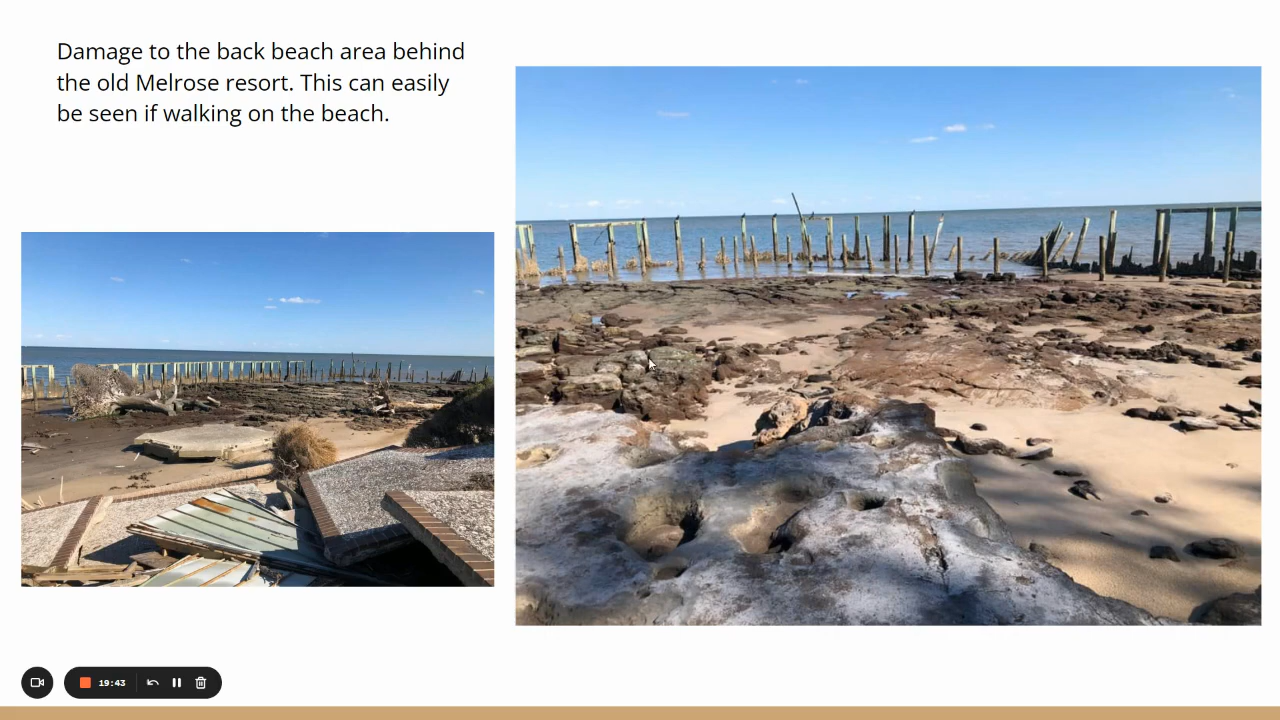 Damage to the back beach area behind
the old Melrose resort. This can easily
be seen if walking on the beach.
19:43